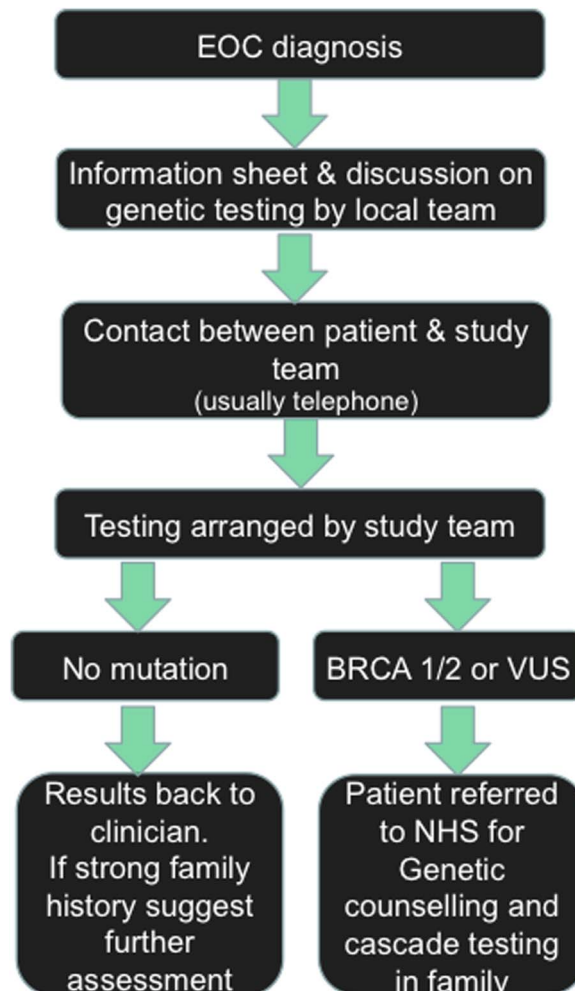 EOC diagnosis
Information sheet & discussion on
genetic testing by local team
Contact between patient & study
team
(usually telephone)
Testing arranged by study team
No mutation
BRCA 1/2 or VUS
Results back to
clinician.
If strong family
history suggest
further
assessment
Patient referred
to NHS for
Genetic
counselling and
cascade testing
in family